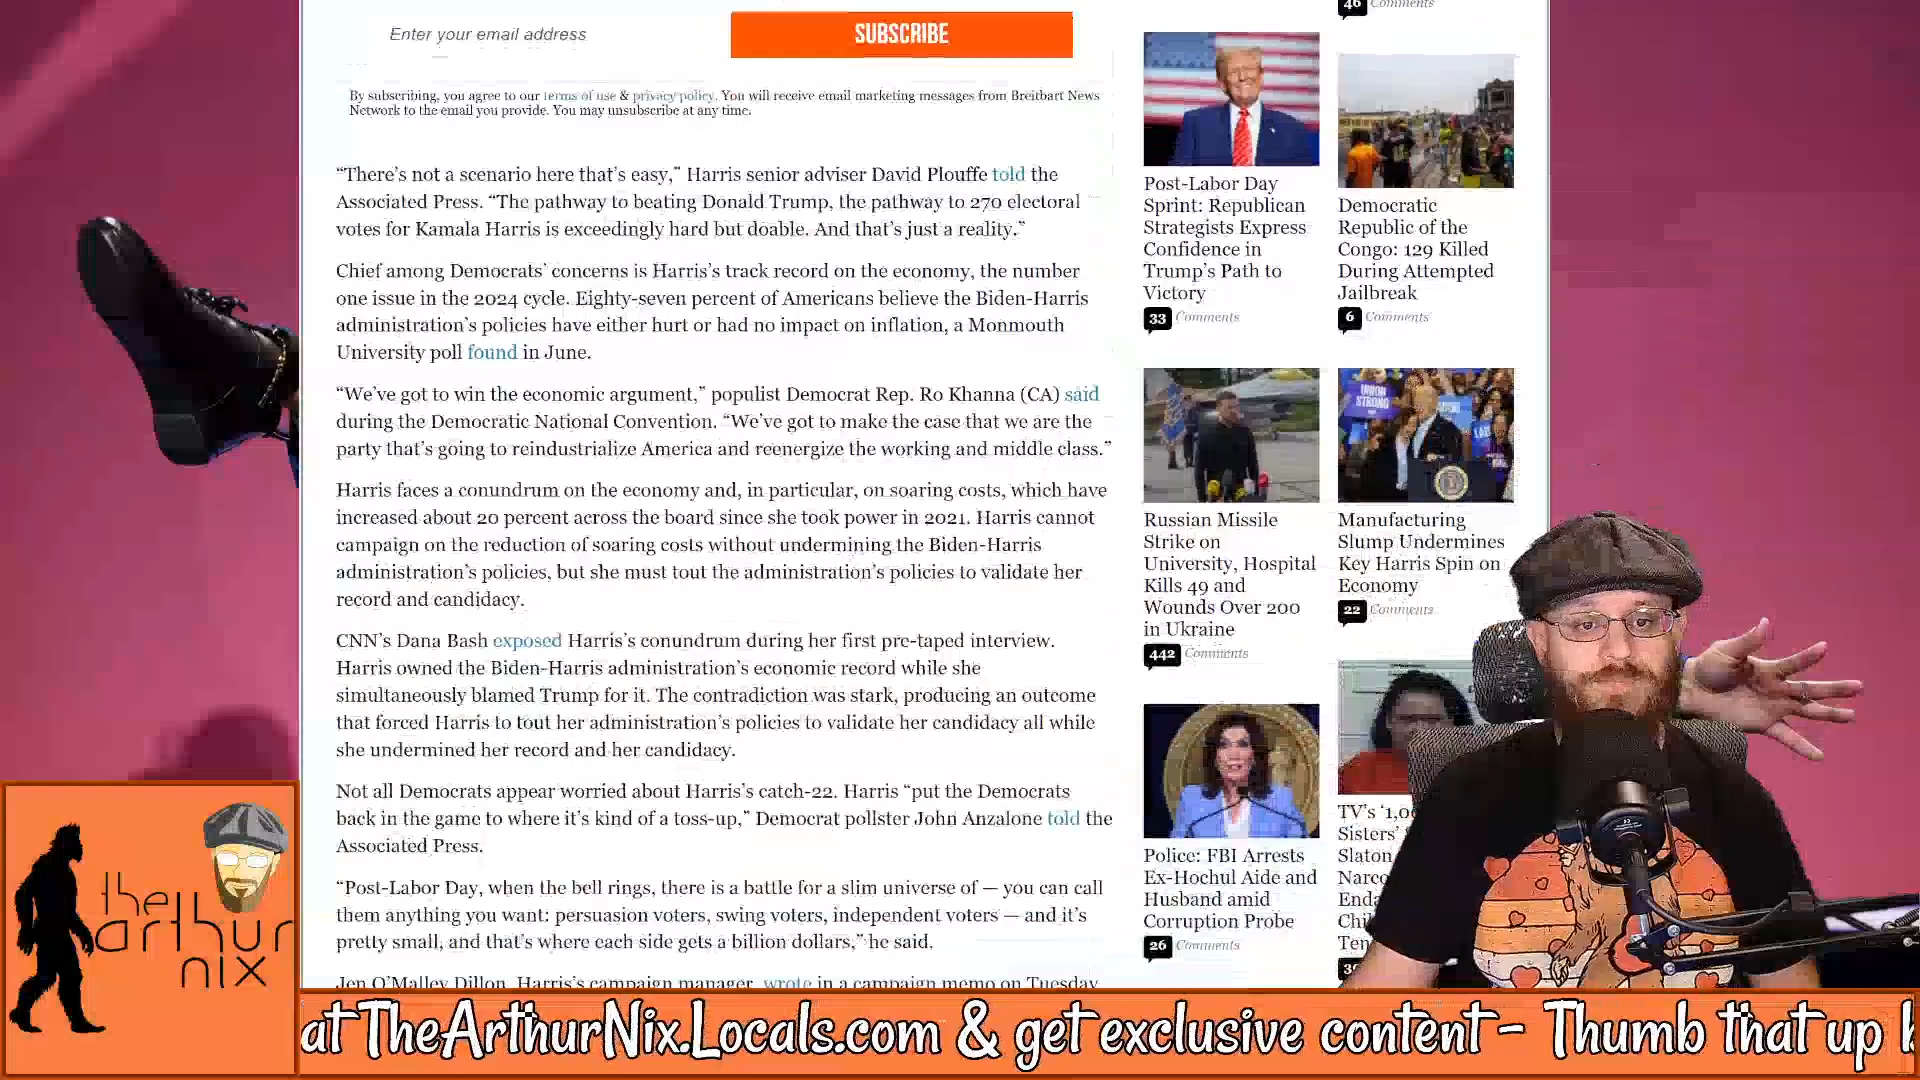 Enter your email address
SUBSCRIBE
By subscribing, you agree to our terms of use & privacy policy. You will receive email marketing messages from Breitbart News
Network to the email you provide. You may unsubscribe at any time.
“There’s not a scenario here that’s easy,” Harris senior adviser David Plouffe told the
Associated Press. “The pathway to beating Donald Trump, the pathway to 270 electoral
votes for Kamala Harris is exceedingly hard but doable. And that’s just a reality.”
Chief among Democrats’ concerns is Harris’s track record on the economy, the number
one issue in the 2024 cycle. Eighty-seven percent of Americans believe the Biden-Harris
administration’s policies have either hurt or had no impact on inflation, a Monmouth
University poll found in June.
“We’ve got to win the economic argument,” populist Democrat Rep. Ro Khanna (CA) said
during the Democratic National Convention. “We’ve got to make the case that we are the
party that’s going to reindustrialize America and reenergize the working and middle class.”
Harris faces a conundrum on the economy and, in particular, on soaring costs, which have
increased about 20 percent across the board since she took power in 2021. Harris cannot
campaign on the reduction of soaring costs without undermining the Biden-Harris
administration’s policies, but she must tout the administration’s policies to validate her
record and candidacy.
CNN’s Dana Bash exposed Harris’s conundrum during her first pre-taped interview.
Harris owned the Biden-Harris administration’s economic record while she
simultaneously blamed Trump for it. The contradiction was stark, producing an outcome
that forced Harris to tout her administration’s policies to validate her candidacy all while
she undermined her record and her candidacy.
Not all Democrats appear worried about Harris’s catch-22. Harris “put the Democrats
back in the game to where it’s kind of a toss-up,” Democrat pollster John Anzalone told the
Associated Press.
“Post-Labor Day, when the bell rings, there is a battle for a slim universe of — you can call
them anything you want: persuasion voters, swing voters, independent voters — and it’s
pretty small, and that’s where each side gets a billion dollars,” he said.
Jen O’Malley Dillon, Harris’s campaign manager, wrote in a campaign memo on Tuesday
Post-Labor Day
Sprint: Republican
Strategists Express
Confidence in
Trump’s Path to
Victory
33 Comments
Russian Missile
Strike on
University, Hospital
Kills 49 and
Wounds Over 200
in Ukraine
442 Comments
Police: FBI Arrests
Ex-Hochul Aide and
Husband amid
Corruption Probe
26 Comments
46 Comments
Democratic
Republic of the
Congo: 129 Killed
During Attempted
Jailbreak
6 Comments
UNION
STRONG
Manufacturing
Slump Undermines
Key Harris Spin on
Economy
22 Comments
TV’s ‘1,0
Sisters’
Slaton
Narco
Enda
Chil
Ten
the
arthur
nix
at TheArthurNix.Locals.com & get exclusive content - Thumb that up